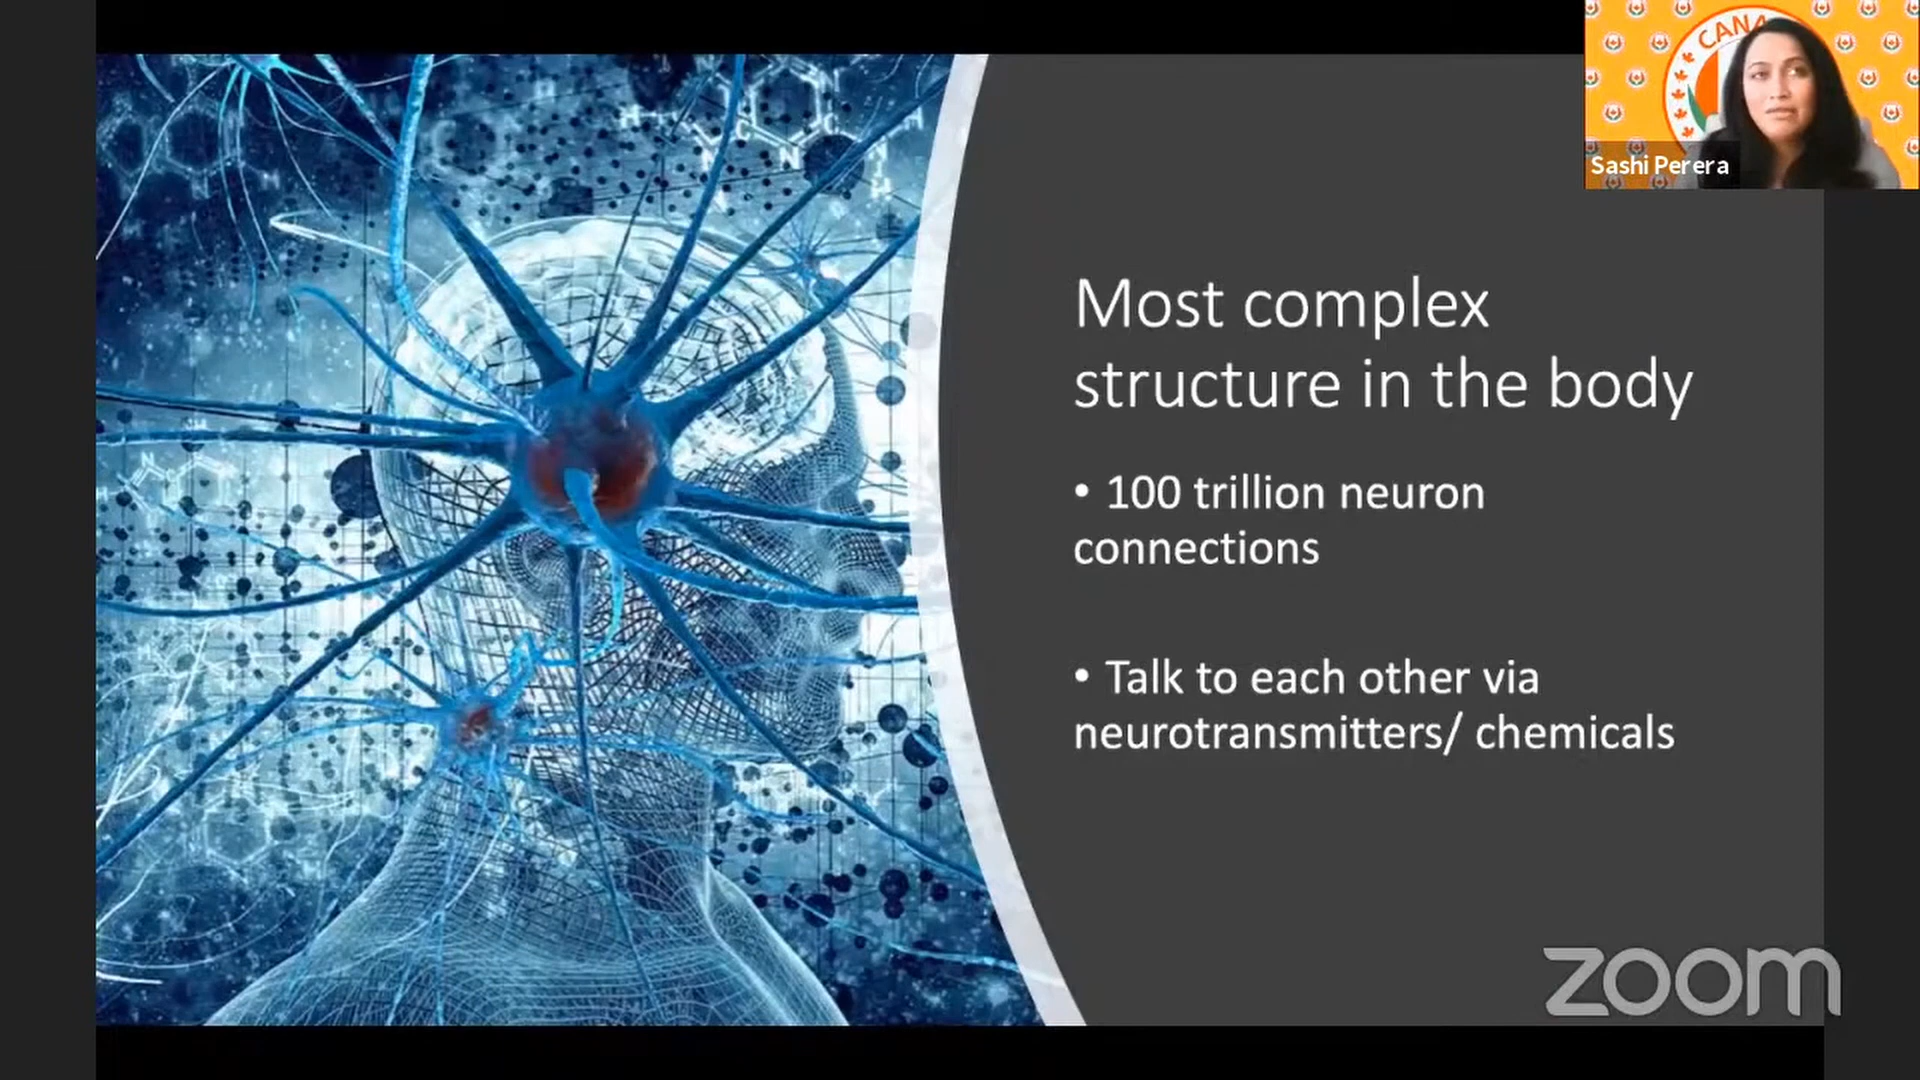 CANA
Sashi Perera
Most complex
structure in the body
• 100 trillion neuron
connections
• Talk to each other via
neurotransmitters/ chemicals
zoom